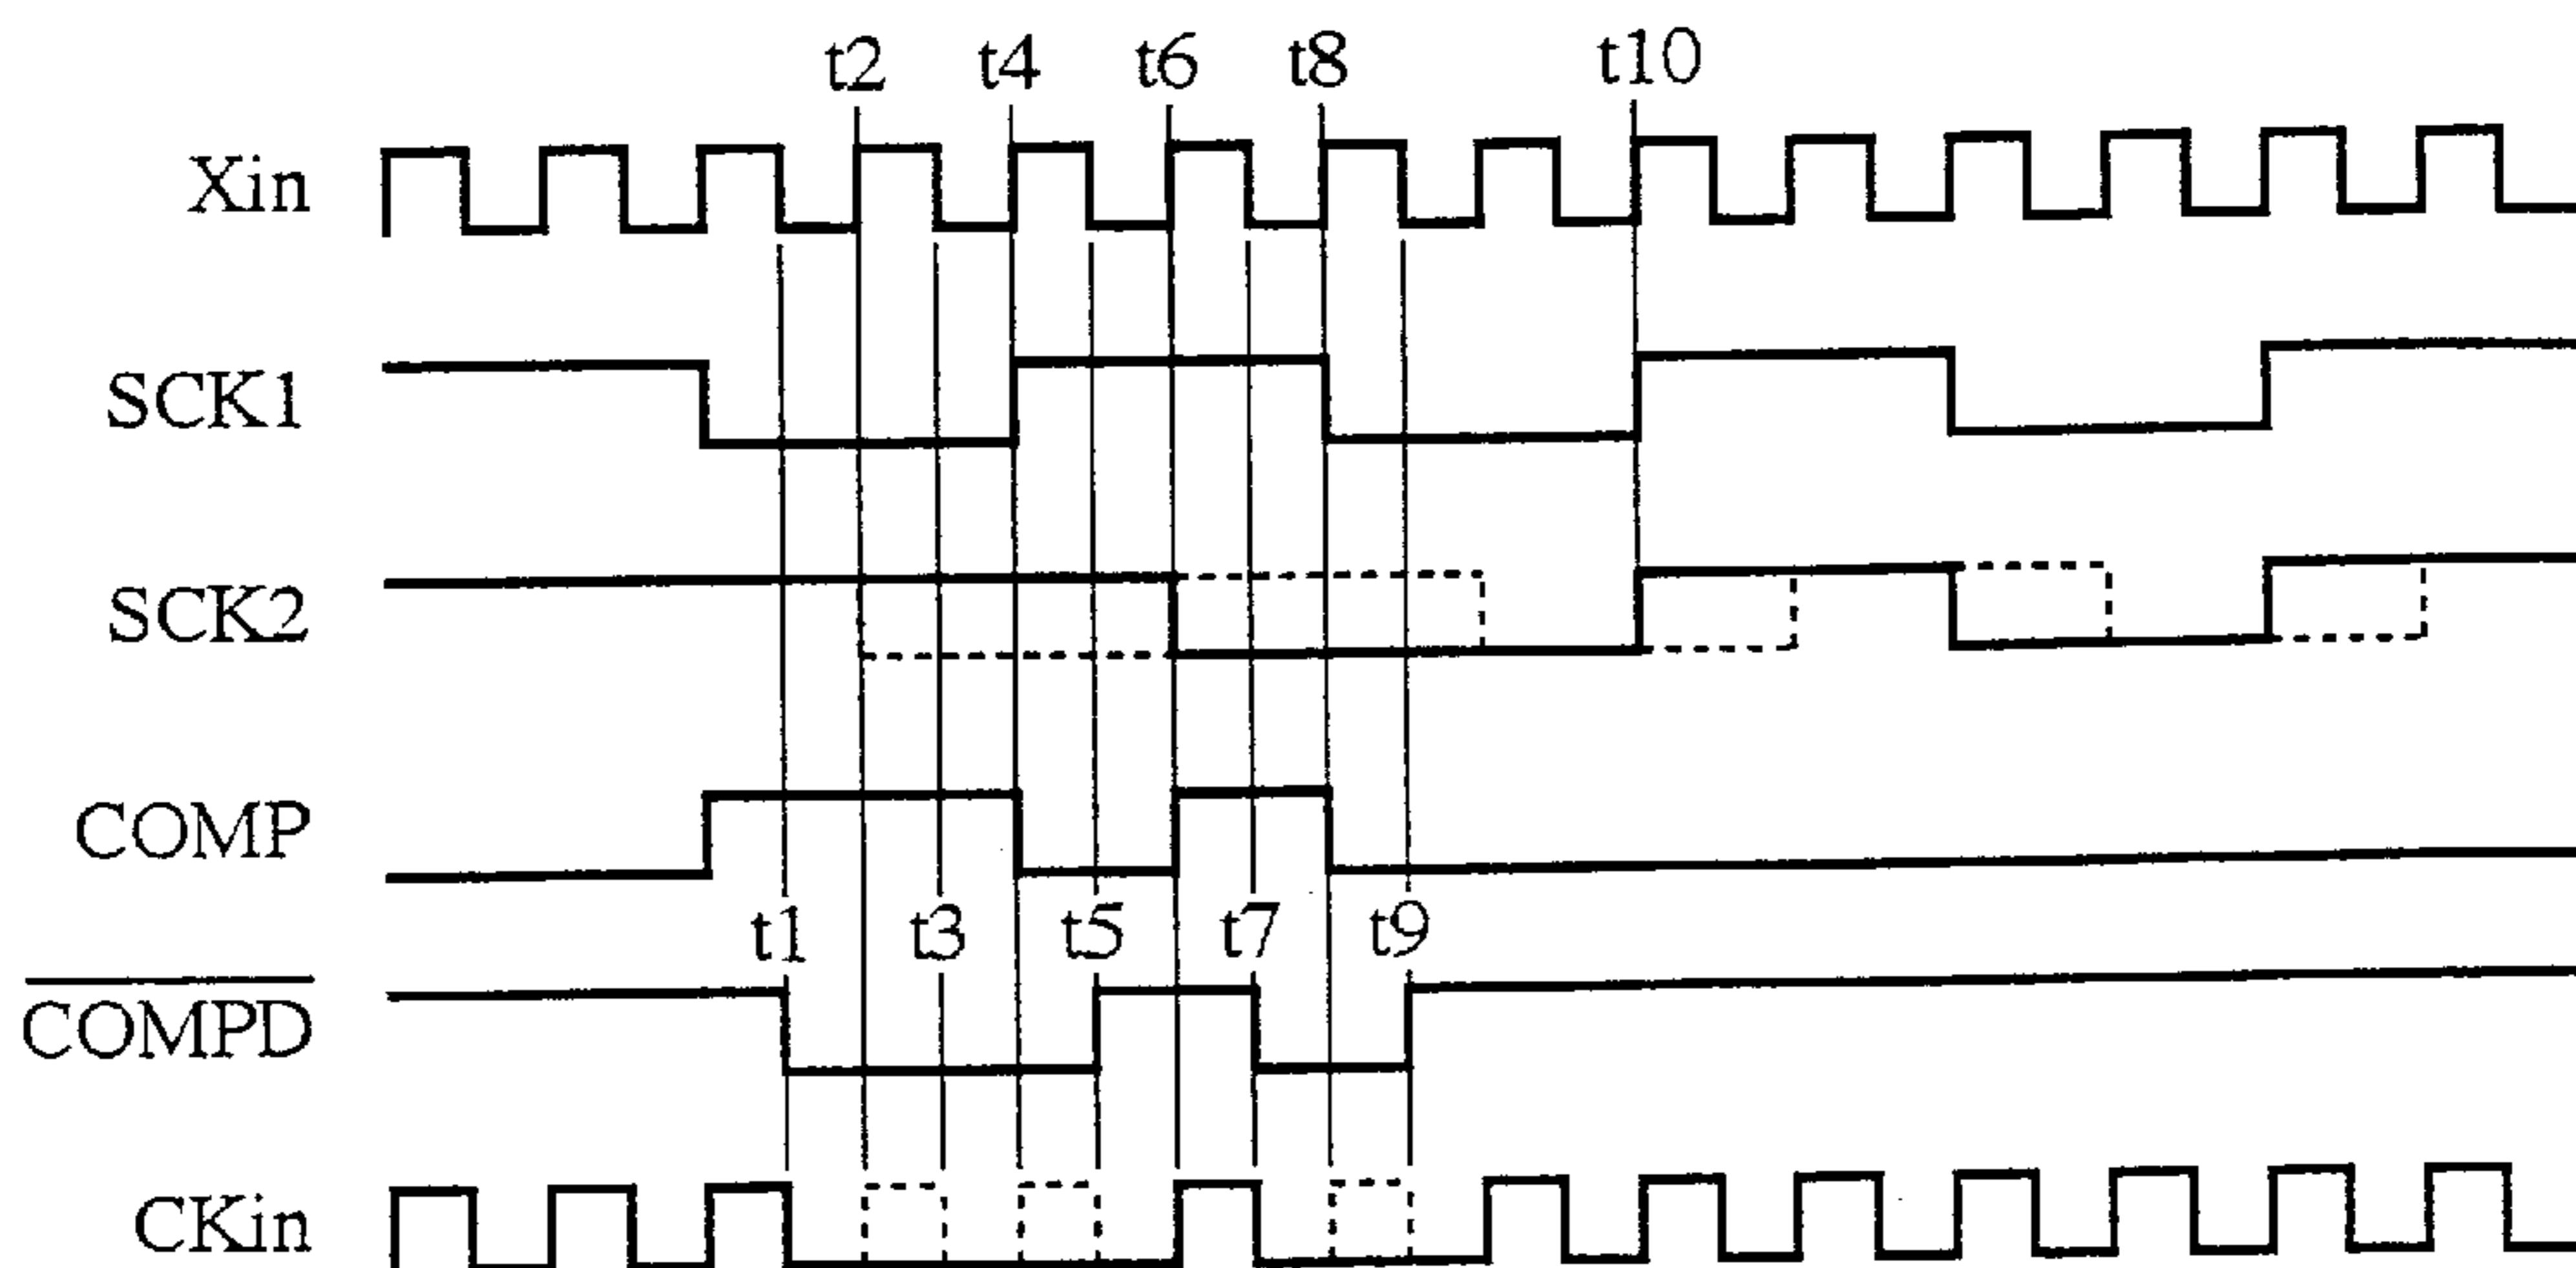 t2 t4 t6 t8 t10
Xin
SCK1
SCK2
COMP
t1 t3 t5 t7 t9
COMPD
CKin